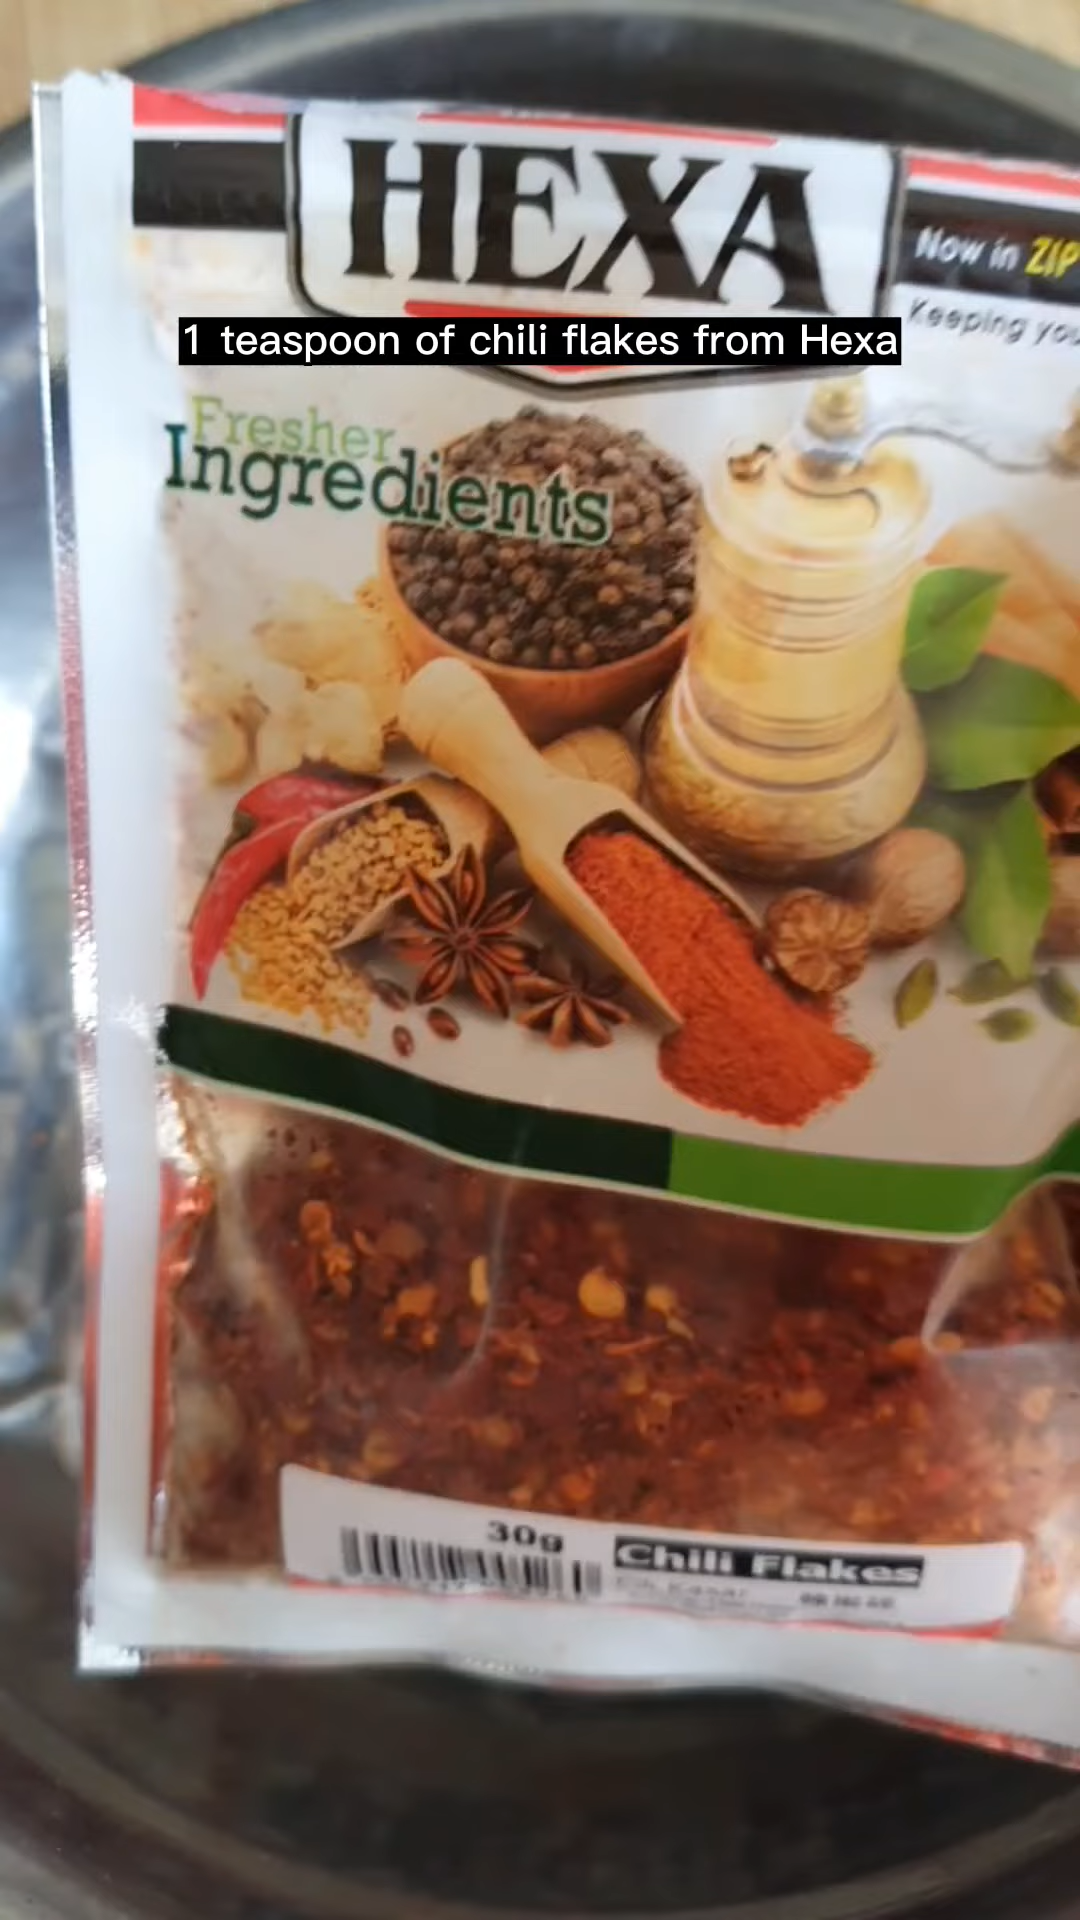 HEXA
Now in ZIP
Keeping you
1 teaspoon of chili flakes from Hexa
Fresher
Ingredients
30g
Chili Flakes